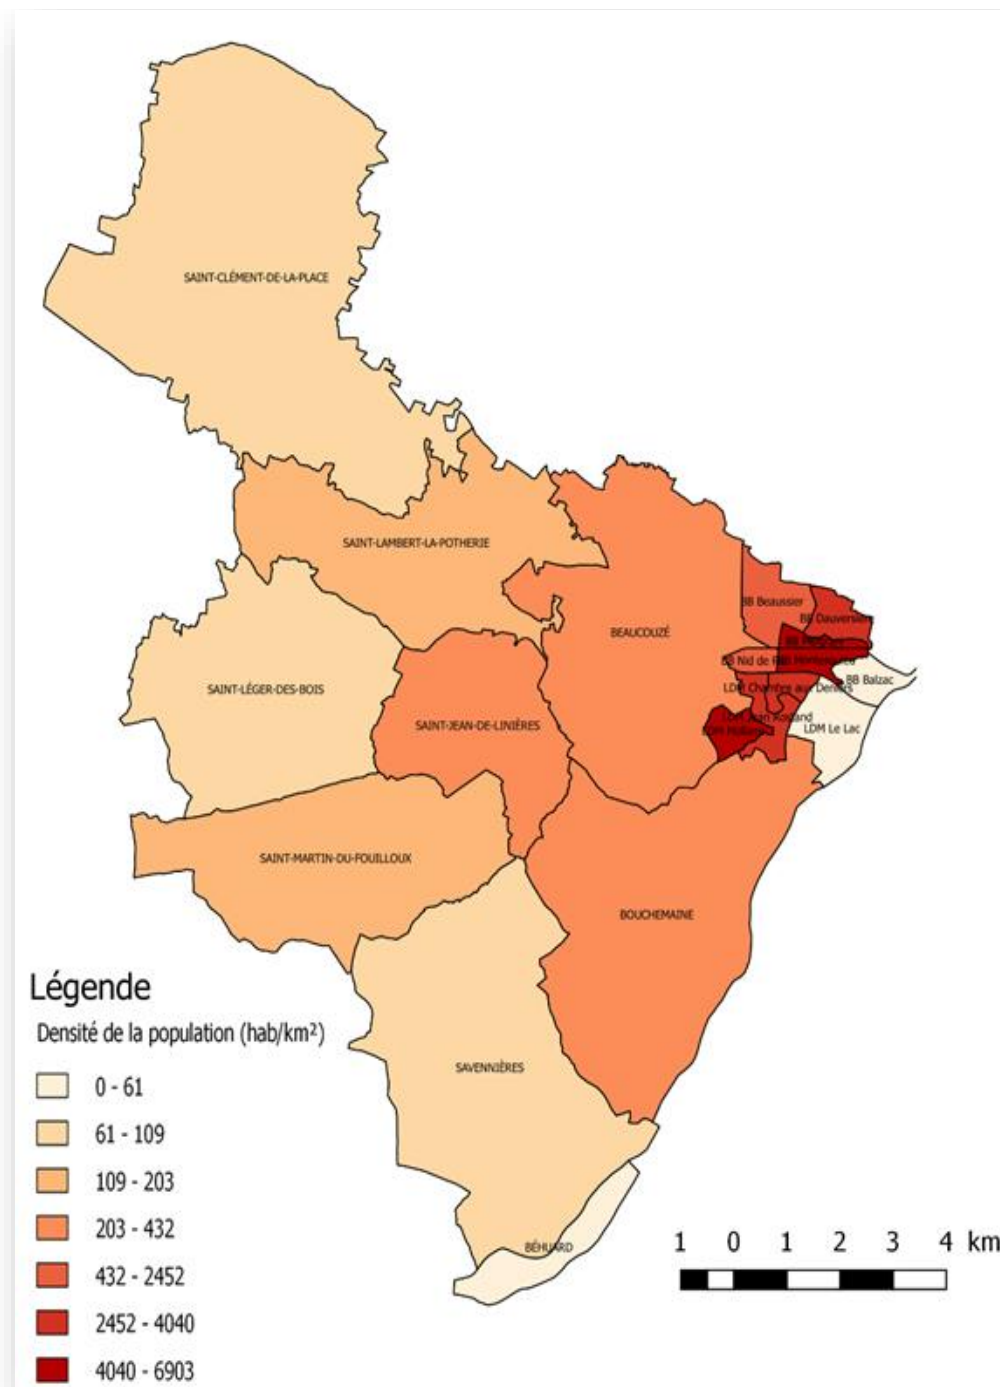 SAINT-CLÉMENT-DE-LA-PLACE
SAINT-LAMBERT-LA-POTHERIE
BB Beaussier
BB Dauversière
BEAUCOUZÉ
BB Nid de
BB Balzac
SAINT-LÉGER-DES-BOIS
LDM Chambre aux Deniers
SAINT-JEAN-DE-LINIÈRES
LDM Jean Rostand
LDM Le Lac
SAINT-MARTIN-DU-FOUILLOUX
BOUCHEMAINE
Légende
Densité de la population (hab/km²)
SAVENNIÈRES
0 - 61
61 - 109
109 - 203
203 - 432
BÉHUARD
1 0 1 2 3 4 km
432 - 2452
2452 - 4040
4040 - 6903